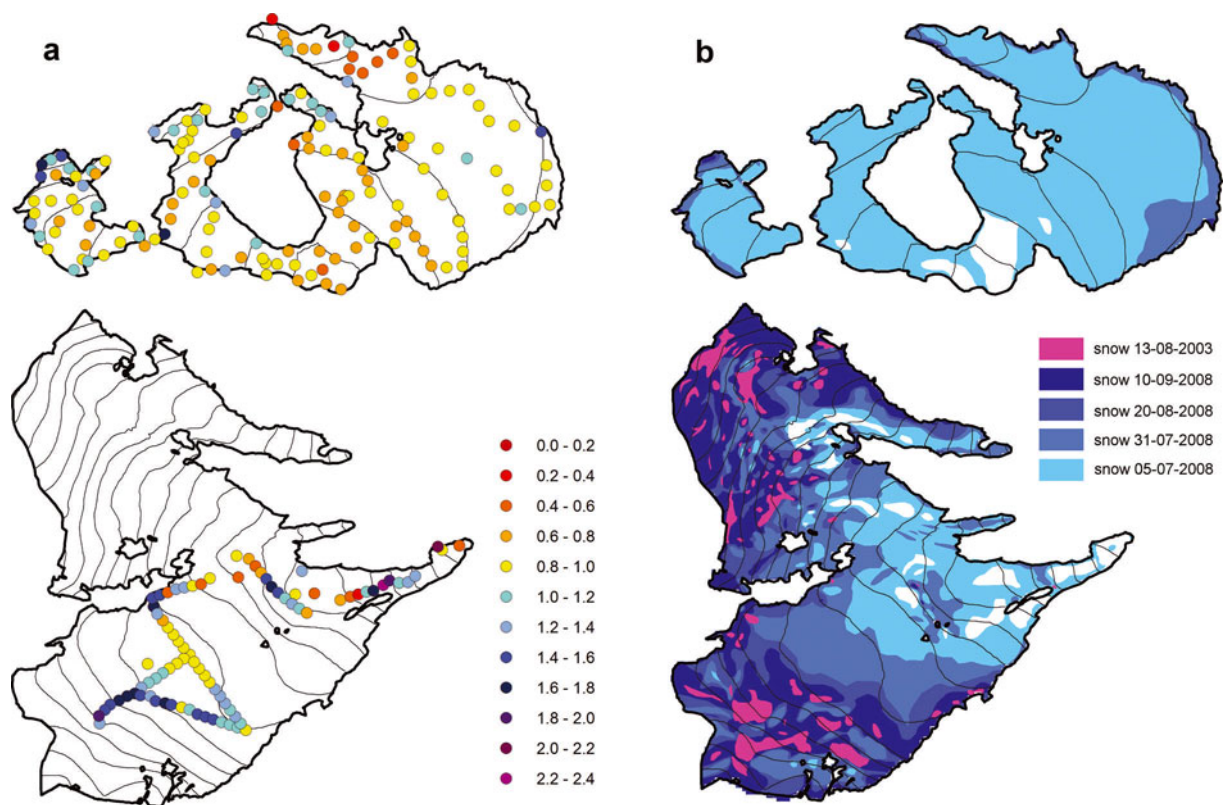 a
b
0.0 - 0.2
0.2 - 0.4
0.4 - 0.6
0.6 - 0.8
0.8 - 1.0
1.0 - 1.2
1.2 - 1.4
1.4 - 1.6
1.6 - 1.8
1.8 - 2.0
2.0 - 2.2
2.2 - 2.4
snow 13-08-2003
snow 10-09-2008
snow 20-08-2008
snow 31-07-2008
snow 05-07-2008